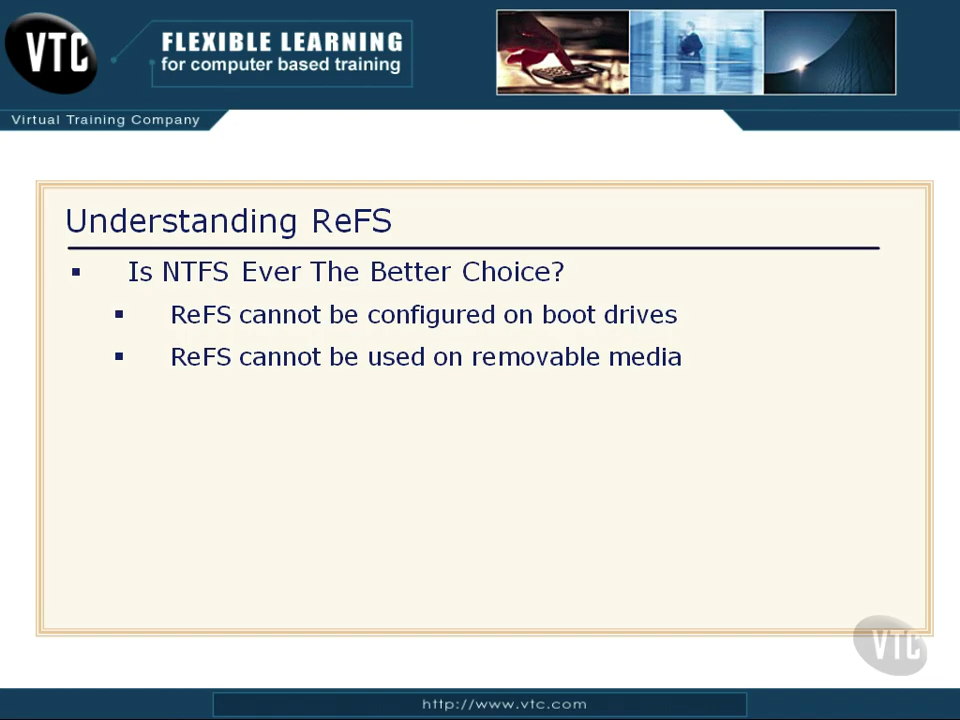 VTC
FLEXIBLE LEARNING
for computer based training
Virtual Training Company
Understanding ReFS
▪ Is NTFS Ever The Better Choice?
▪ ReFS cannot be configured on boot drives
▪ ReFS cannot be used on removable media
VTC
http://www.vtc.com